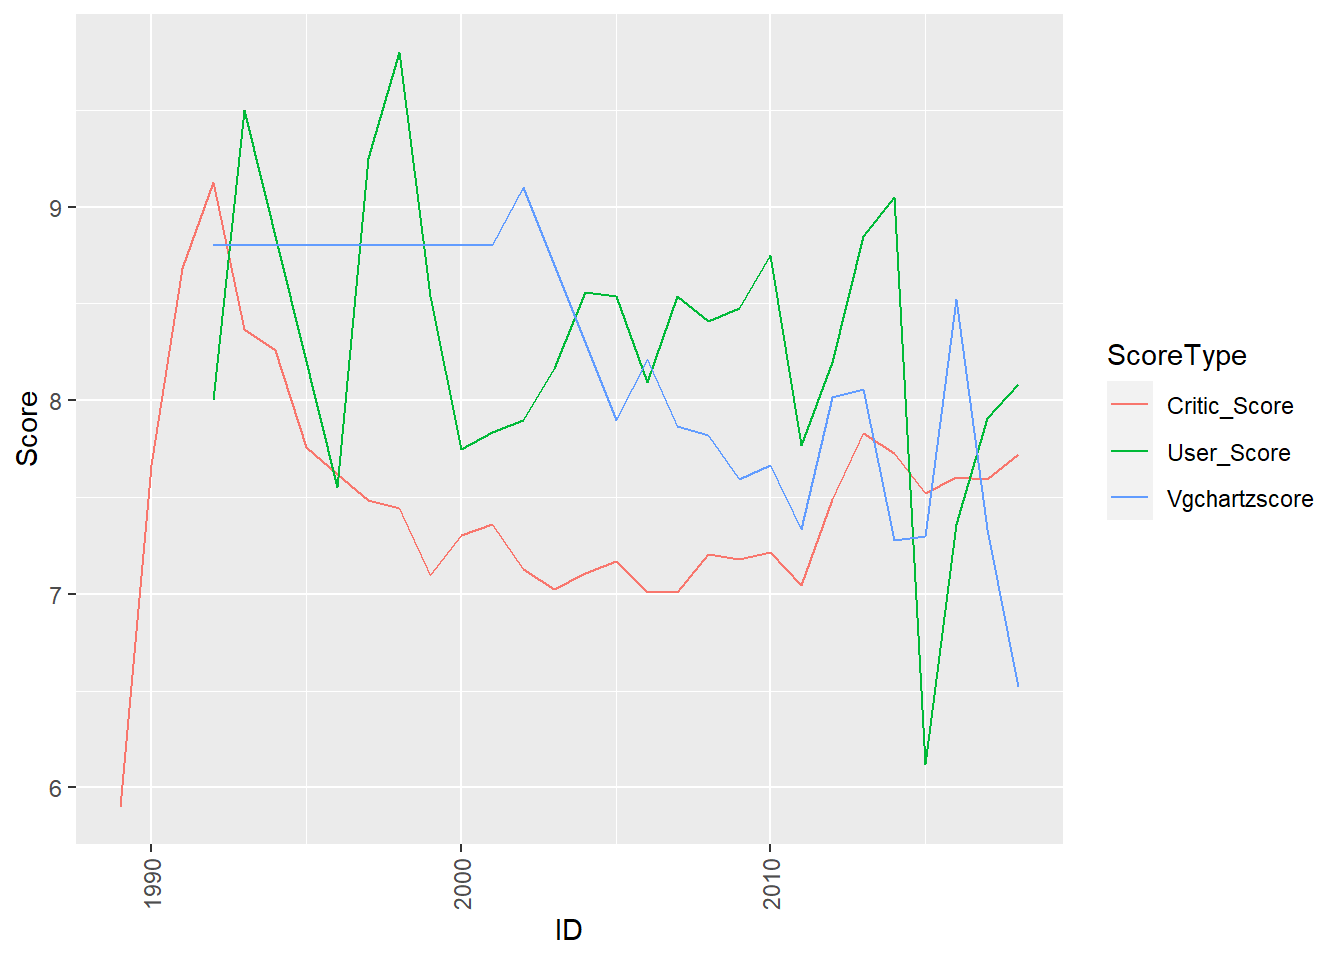 Score
9
8
7
6
1990
2000
2010
ID
ScoreType
Critic_Score
User_Score
Vgchartzscore